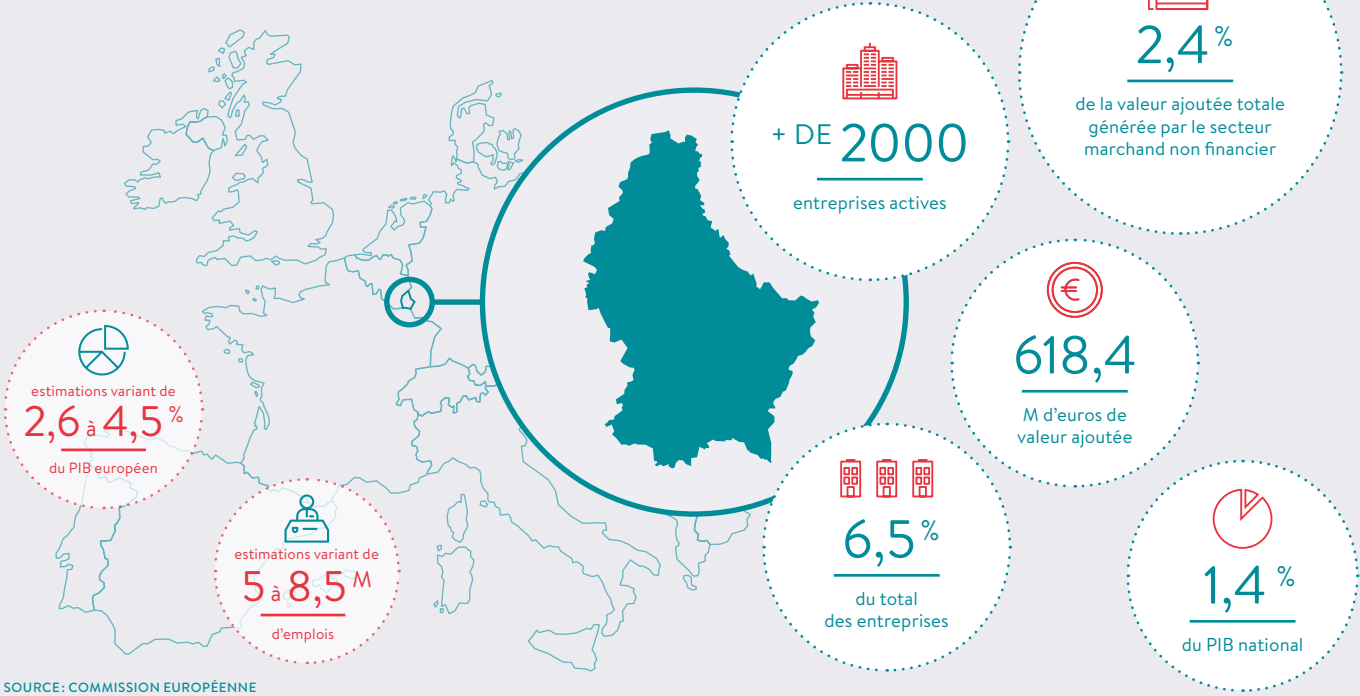 2,4 %
de la valeur ajoutée totale
générée par le secteur
marchand non financier
+ DE 2000
entreprises actives
€
618,4
M d'euros de
valeur ajoutée
estimations variant de
2,6 à 4,5 %
du PIB européen
6,5 %
du total
des entreprises
1,4 %
du PIB national
estimations variant de
5 à 8,5 M
d'emplois
SOURCE : COMMISSION EUROPÉENNE